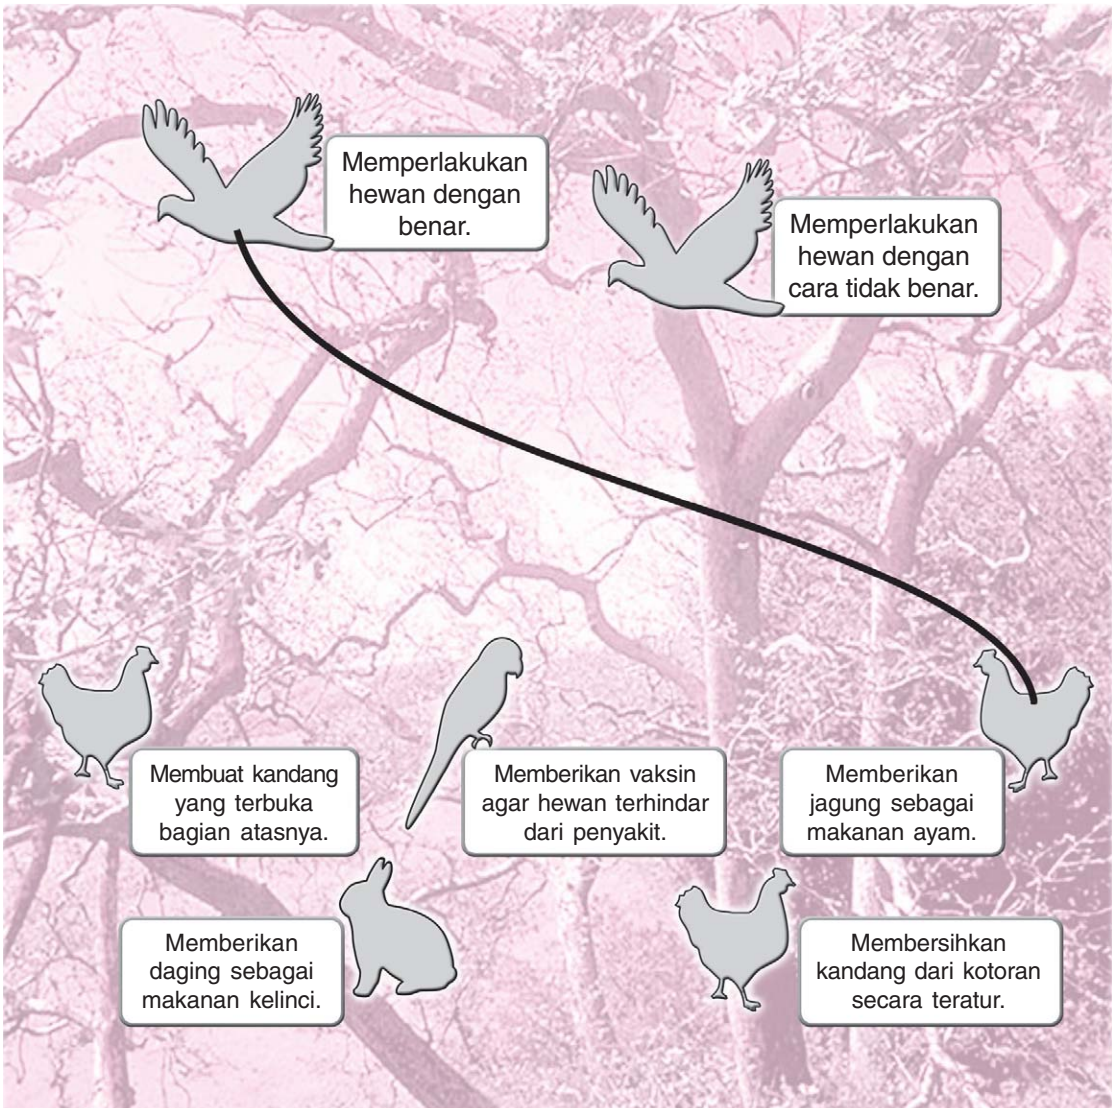 Memperlakukan
hewan dengan
benar.
Memperlakukan
hewan dengan
cara tidak benar.
Membuat kandang
yang terbuka
bagian atasnya.
Memberikan vaksin
agar hewan terhindar
dari penyakit.
Memberikan
jagung sebagai
makanan ayam.
Memberikan
daging sebagai
makanan kelinci.
Membersihkan
kandang dari kotoran
secara teratur.